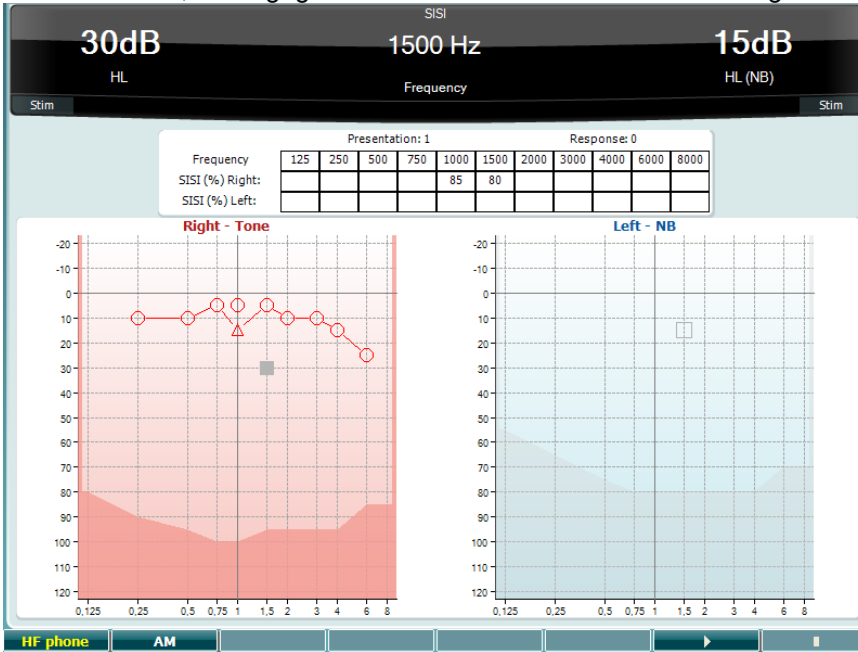 SISI
30dB 1500 Hz 15dB
HL Frequency HL (NB)
Stim Stim
Presentation: 1 Response: 0
Frequency 125 250 500 750 1000 1500 2000 3000 4000 6000 8000
SISI (%) Right: 85 80
SISI (%) Left:
Right - Tone Left - NB
-20 -20
-10 -10
0 0
10 10
20 20
30 30
40 40
50 50
60 60
70 70
80 80
90 90
100 100
110 110
120 120
0,125 0,25 0,5 0,75 1 1,5 2 3 4 6 8 0,125 0,25 0,5 0,75 1 1,5 2 3 4 6 8
HF phone AM